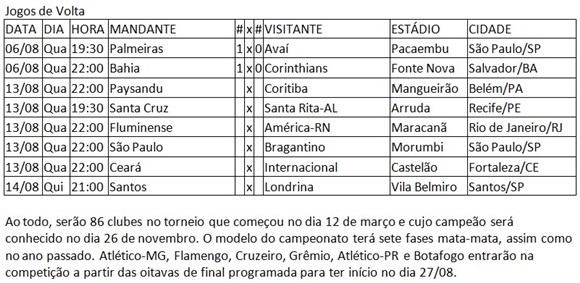 Jogos de Volta
DATA DIA HORA MANDANTE # x # VISITANTE ESTÁDIO CIDADE
06/08 Qua 19:30 Palmeiras 1 x 0 Avaí Pacaembu São Paulo/SP
06/08 Qua 22:00 Bahia 1 x 0 Corinthians Fonte Nova Salvador/BA
13/08 Qua 22:00 Paysandu x Coritiba Mangueirão Belém/PA
13/08 Qua 19:30 Santa Cruz x Santa Rita-AL Arruda Recife/PE
13/08 Qua 22:00 Fluminense x América-RN Maracanã Rio de Janeiro/RJ
13/08 Qua 22:00 São Paulo x Bragantino Morumbi São Paulo/SP
13/08 Qua 22:00 Ceará x Internacional Castelão Fortaleza/CE
14/08 Qui 21:00 Santos x Londrina Vila Belmiro Santos/SP
Ao todo, serão 86 clubes no torneio que começou no dia 12 de março e cujo campeão será
conhecido no dia 26 de novembro. O modelo do campeonato terá sete fases mata-mata, assim como
no ano passado. Atlético-MG, Flamengo, Cruzeiro, Grêmio, Atlético-PR e Botafogo entrarão na
competição a partir das oitavas de final programada para ter início no dia 27/08.